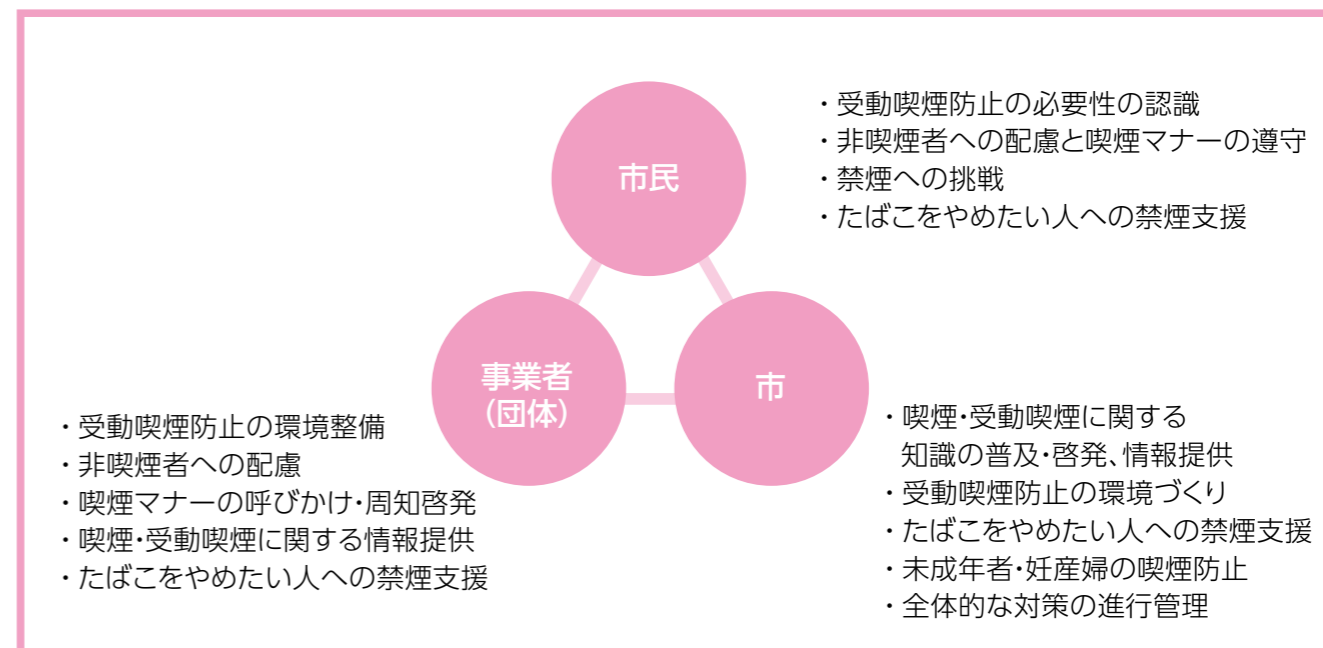 市民
・受動喫煙防止の必要性の認識
・非喫煙者への配慮と喫煙マナーの遵守
・禁煙への挑戦
・たばこをやめたい人への禁煙支援
事業者
（団体）
・受動喫煙防止の環境整備
・非喫煙者への配慮
・喫煙マナーの呼びかけ・周知啓発
・喫煙・受動喫煙に関する情報提供
・たばこをやめたい人への禁煙支援
市
・喫煙・受動喫煙に関する
知識の普及・啓発、情報提供
・受動喫煙防止の環境づくり
・たばこをやめたい人への禁煙支援
・未成年者・妊産婦の喫煙防止
・全体的な対策の進行管理